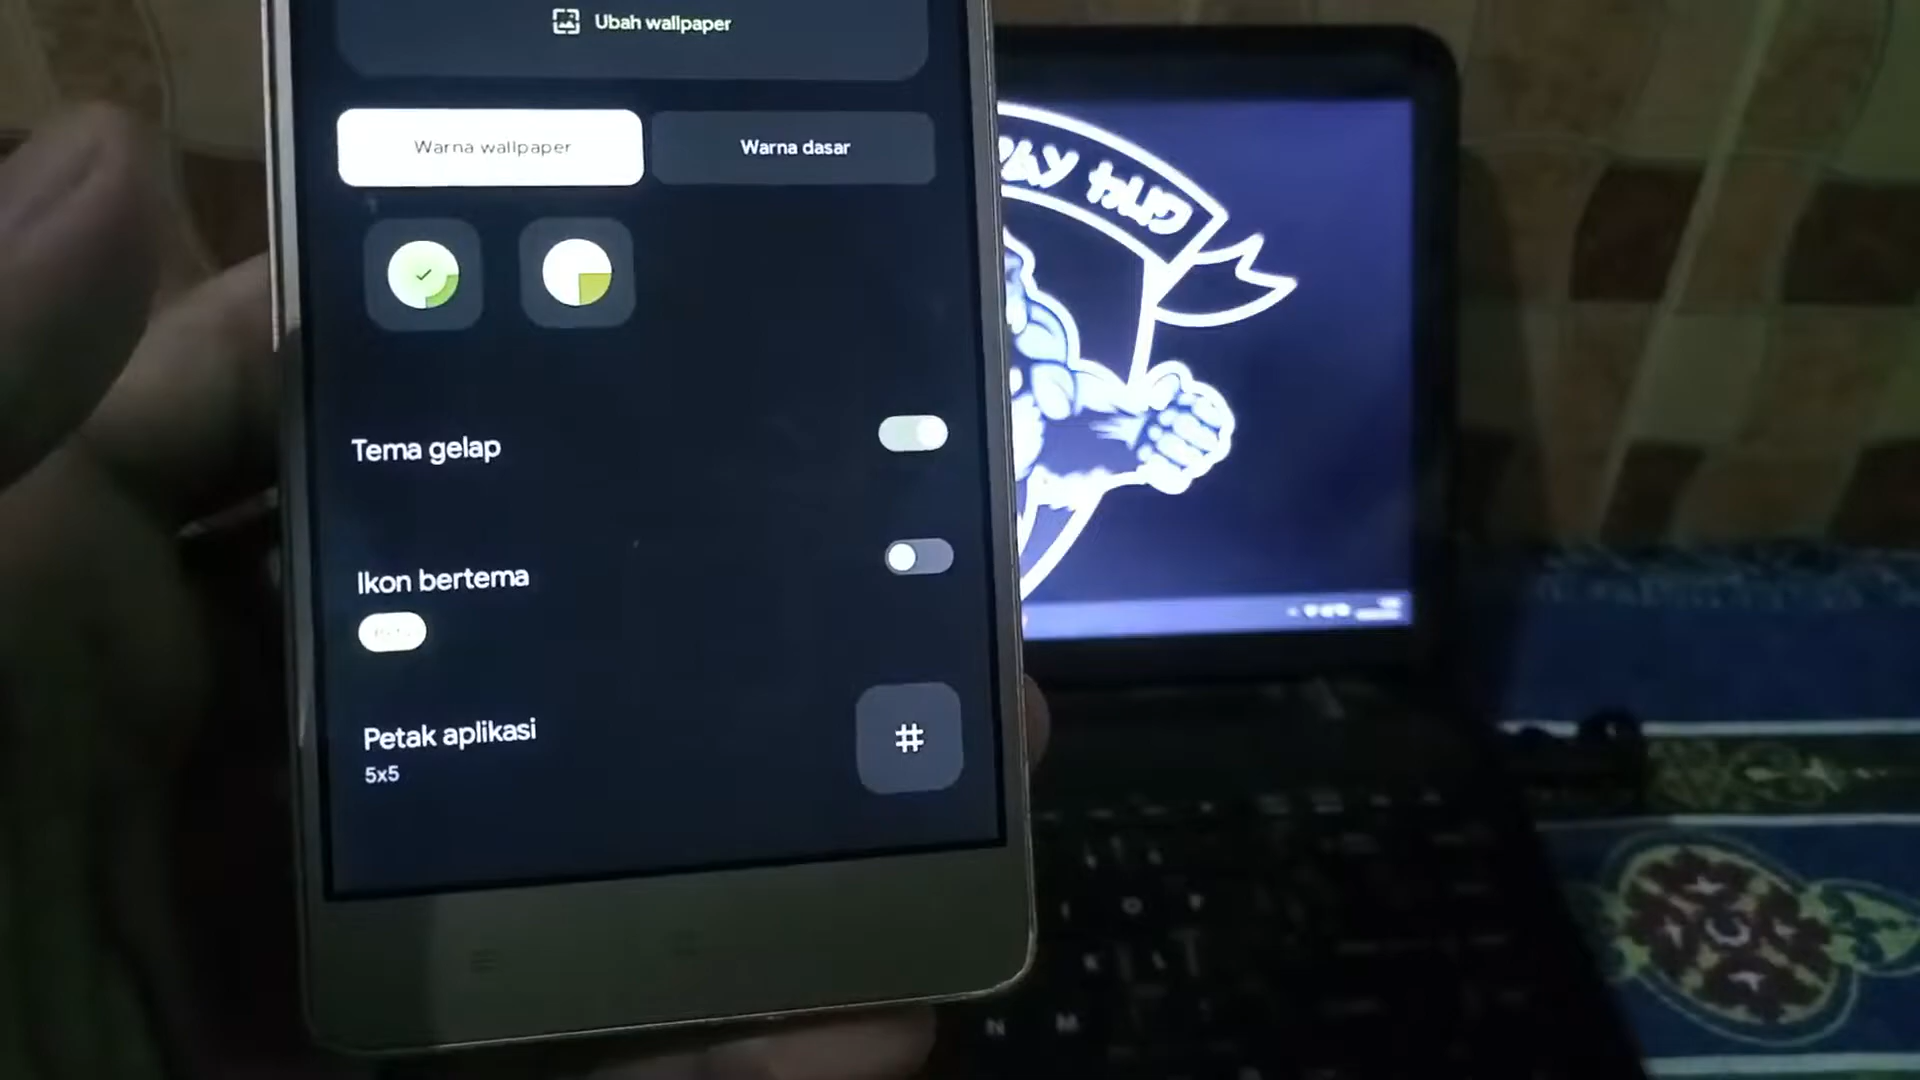 Ubah wallpaper
Warna wallpaper
Warna dasar
Tema gelap
Ikon bertema
Petak aplikasi
5x5
#
I O P
K L
N M